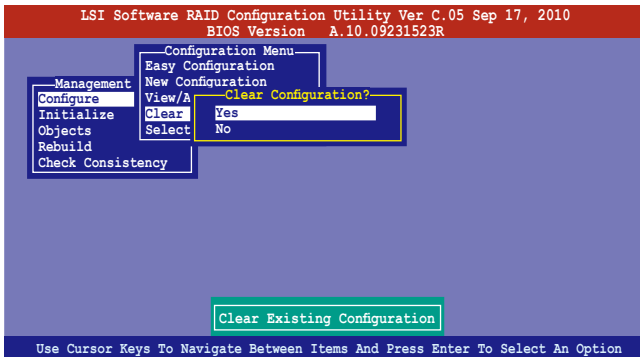 LSI Software RAID Configuration Utility Ver C.05 Sep 17, 2010
BIOS Version A.10.09231523R
Configuration Menu
Easy Configuration
New Configuration
View/A
Clear
Select
Management
Configure
Initialize
Objects
Rebuild
Check Consistency
Clear Configuration?
Yes
No
Clear Existing Configuration
Use Cursor Keys To Navigate Between Items And Press Enter To Select An Option